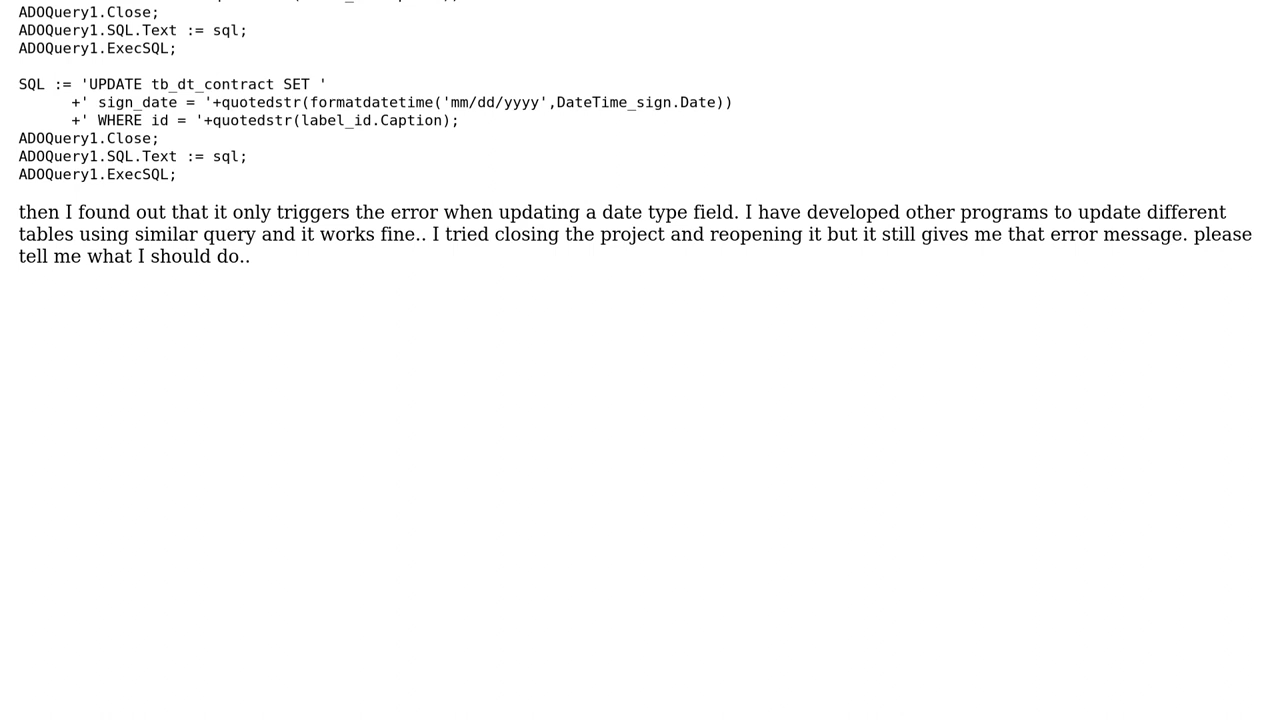 ADOQuery1.Close;
ADOQuery1.SQL.Text := sql;
ADOQuery1.ExecSQL;
SQL := 'UPDATE tb_dt_contract SET '
+' sign_date = '+quotedstr(formatdatetime('mm/dd/yyyy',DateTime_sign.Date))
+' WHERE id = '+quotedstr(label_id.Caption);
ADOQuery1.Close;
ADOQuery1.SQL.Text := sql;
ADOQuery1.ExecSQL;
then I found out that it only triggers the error when updating a date type field. I have developed other programs to update different
tables using similar query and it works fine.. I tried closing the project and reopening it but it still gives me that error message. please
tell me what I should do..